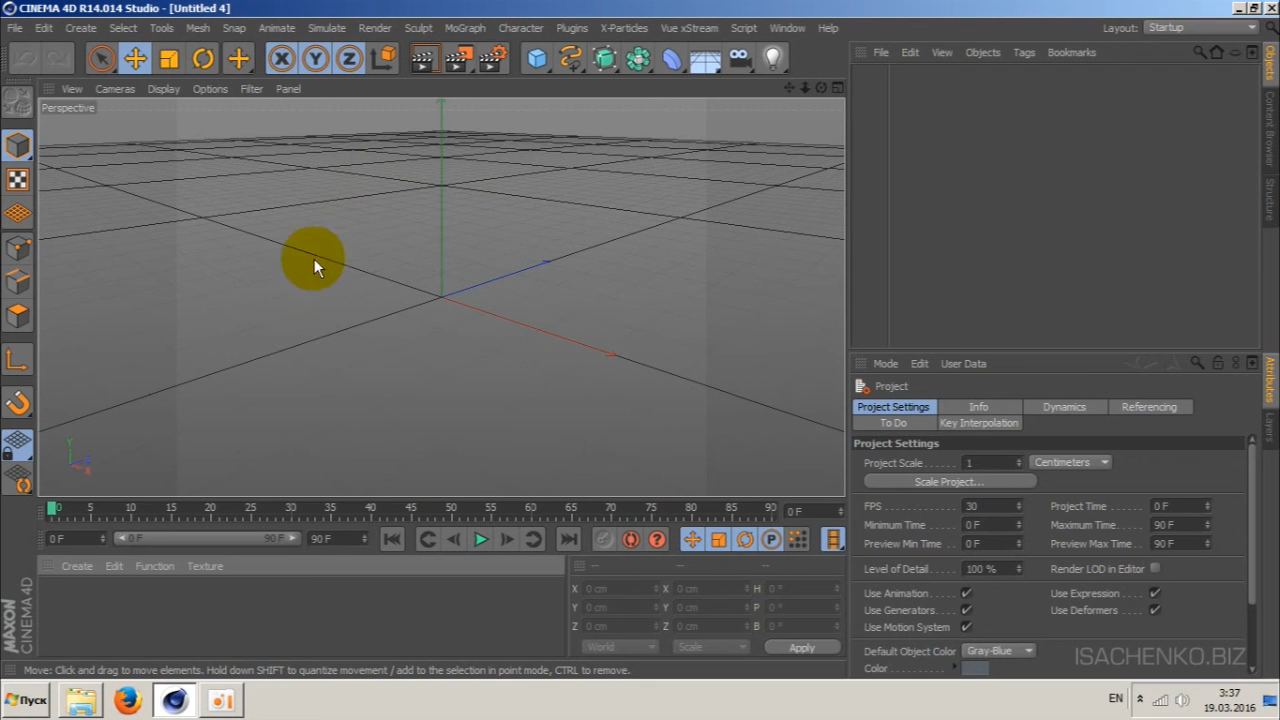 CINEMA 4D R14.014 Studio - [Untitled 4]
File Edit Create Select Tools Mesh Snap Animate Simulate Render Sculpt MoGraph Character Plugins X-Particles Vue xStream Script Window Help Layout: Startup
X Y Z File Edit View Objects Tags Bookmarks
View Cameras Display Options Filter Panel
Perspective
Objects
Content Browser
Structure
Y
Z
X
Mode Edit User Data
Project
Project Settings Info Dynamics Referencing
To Do Key Interpolation
Attributes
Layers
Project Settings
Project Scale . . . . . 1 Centimeters
Scale Project...
FPS . . . . . . . . . . . 30 Project Time . . . 0 F
Minimum Time . . 0 F Maximum Time. . 90 F
Preview Min Time . 0 F Preview Max Time . 90 F
Level of Detail . . . . 100 % Render LOD in Editor
Use Animation. . . . Use Expression. . .
Use Generators. . . Use Deformers. . .
Use Motion System
Default Object Color Gray-Blue
Color
0 5 10 15 20 25 30 35 40 45 50 55 60 65 70 75 80 85 90 0 F
0 F 0 F 90 F 90 F P
Create Edit Function Texture
-- -- --
X 0 cm X 0 cm H 0 °
Y 0 cm Y 0 cm P 0 °
Z 0 cm Z 0 cm B 0 °
World Scale Apply
MAXON
CINEMA 4D
Move: Click and drag to move elements. Hold down SHIFT to quantize movement / add to the selection in point mode, CTRL to remove.
ISACHENKO.BIZ
Пуск EN 3:37
19.03.2016